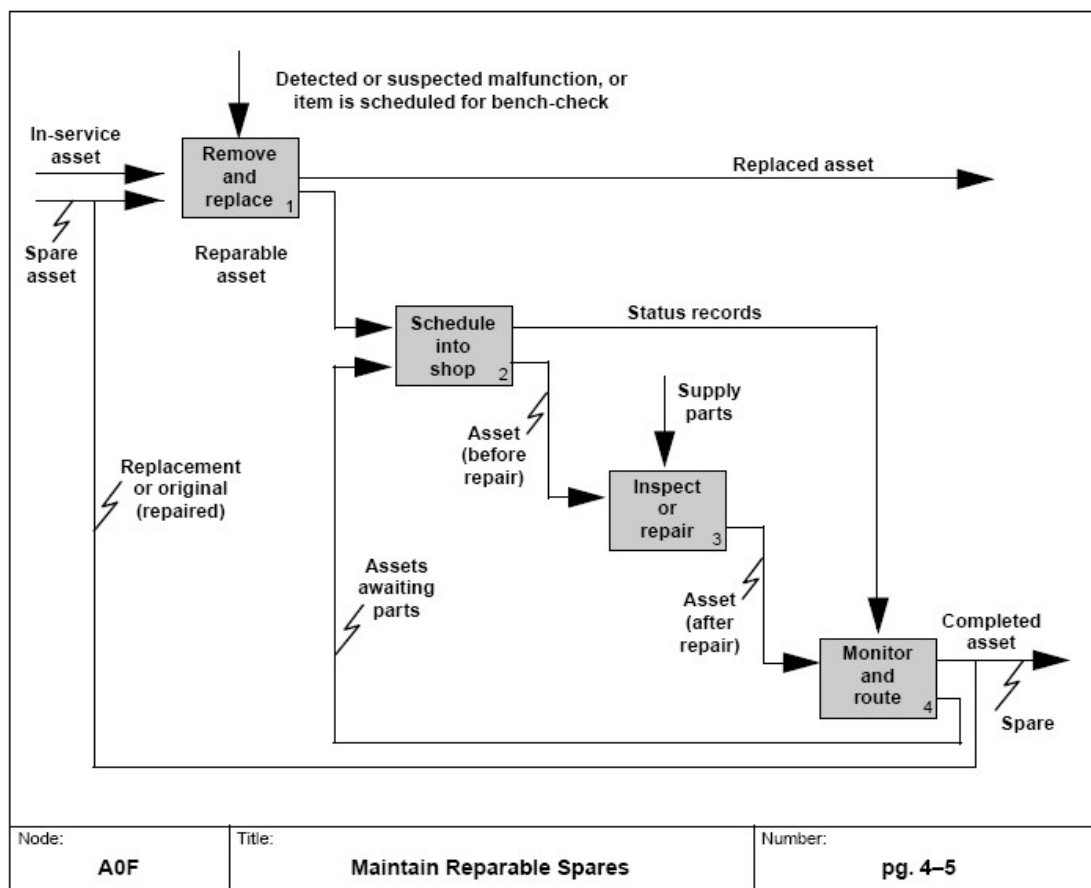 Detected or suspected malfunction, or
item is scheduled for bench-check
In-service
asset
Remove
and
replace
1
Replaced asset
Spare
asset
Reparable
asset
Schedule
into
shop
2
Status records
Supply
parts
Asset
(before
repair)
Replacement
or original
(repaired)
Inspect
or
repair
3
Assets
awaiting
parts
Asset
(after
repair)
Completed
asset
Monitor
and
route
4
Spare
Node:
A0F
Title:
Maintain Reparable Spares
Number:
pg. 4–5